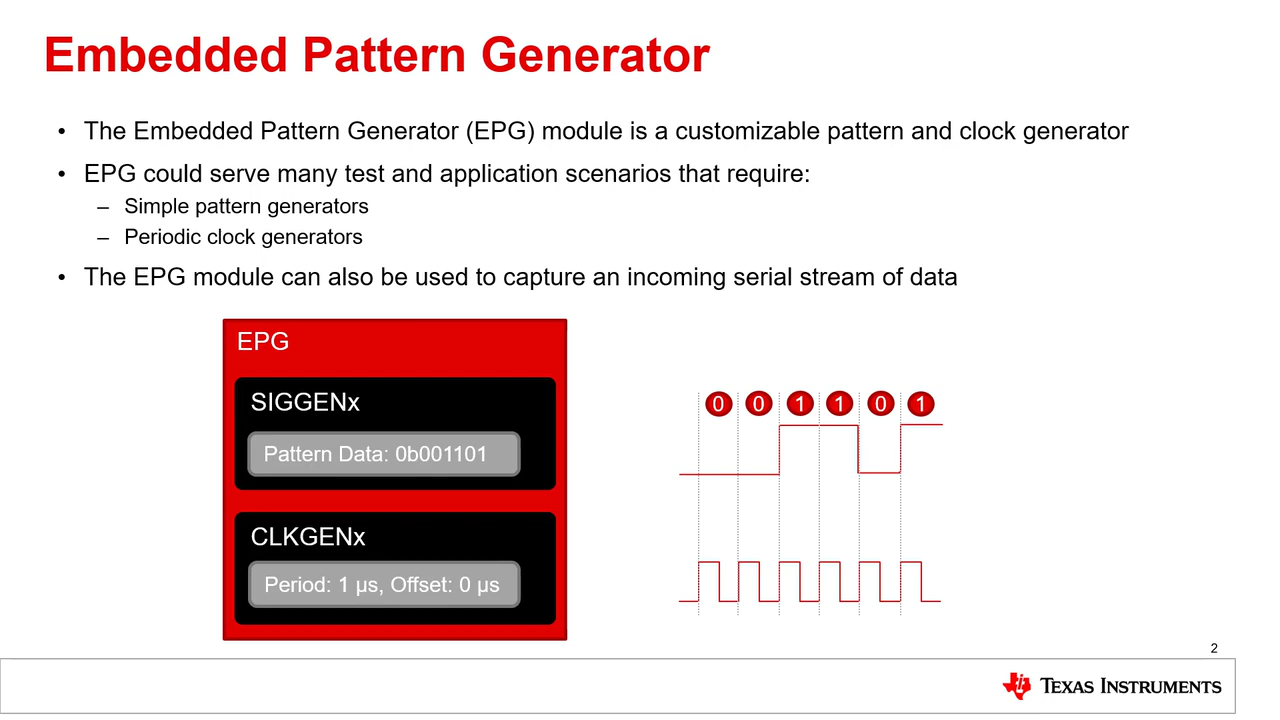 Embedded Pattern Generator
• The Embedded Pattern Generator (EPG) module is a customizable pattern and clock generator
• EPG could serve many test and application scenarios that require:
– Simple pattern generators
– Periodic clock generators
• The EPG module can also be used to capture an incoming serial stream of data
EPG
SIGGENx
Pattern Data: 0b001101
CLKGENx
Period: 1 μs, Offset: 0 μs
0 0 1 1 0 1
2
TEXAS INSTRUMENTS